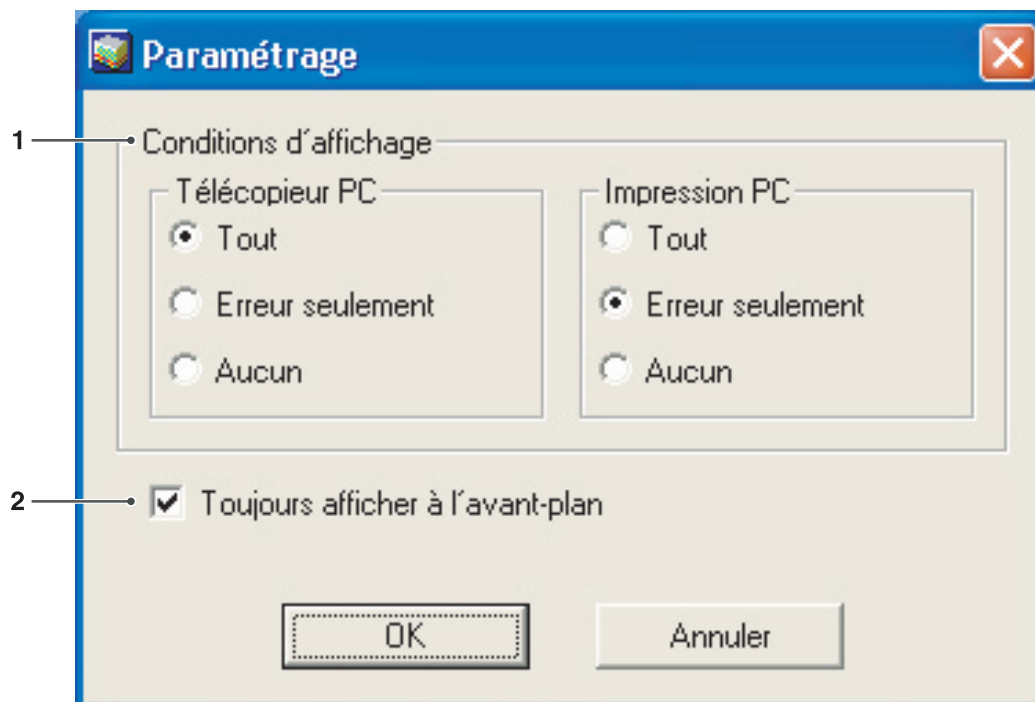 Paramétrage
1
Conditions d'affichage
Télécopieur PC
Tout
Erreur seulement
Aucun
Impression PC
Tout
Erreur seulement
Aucun
2
Toujours afficher à l'avant-plan
OK
Annuler